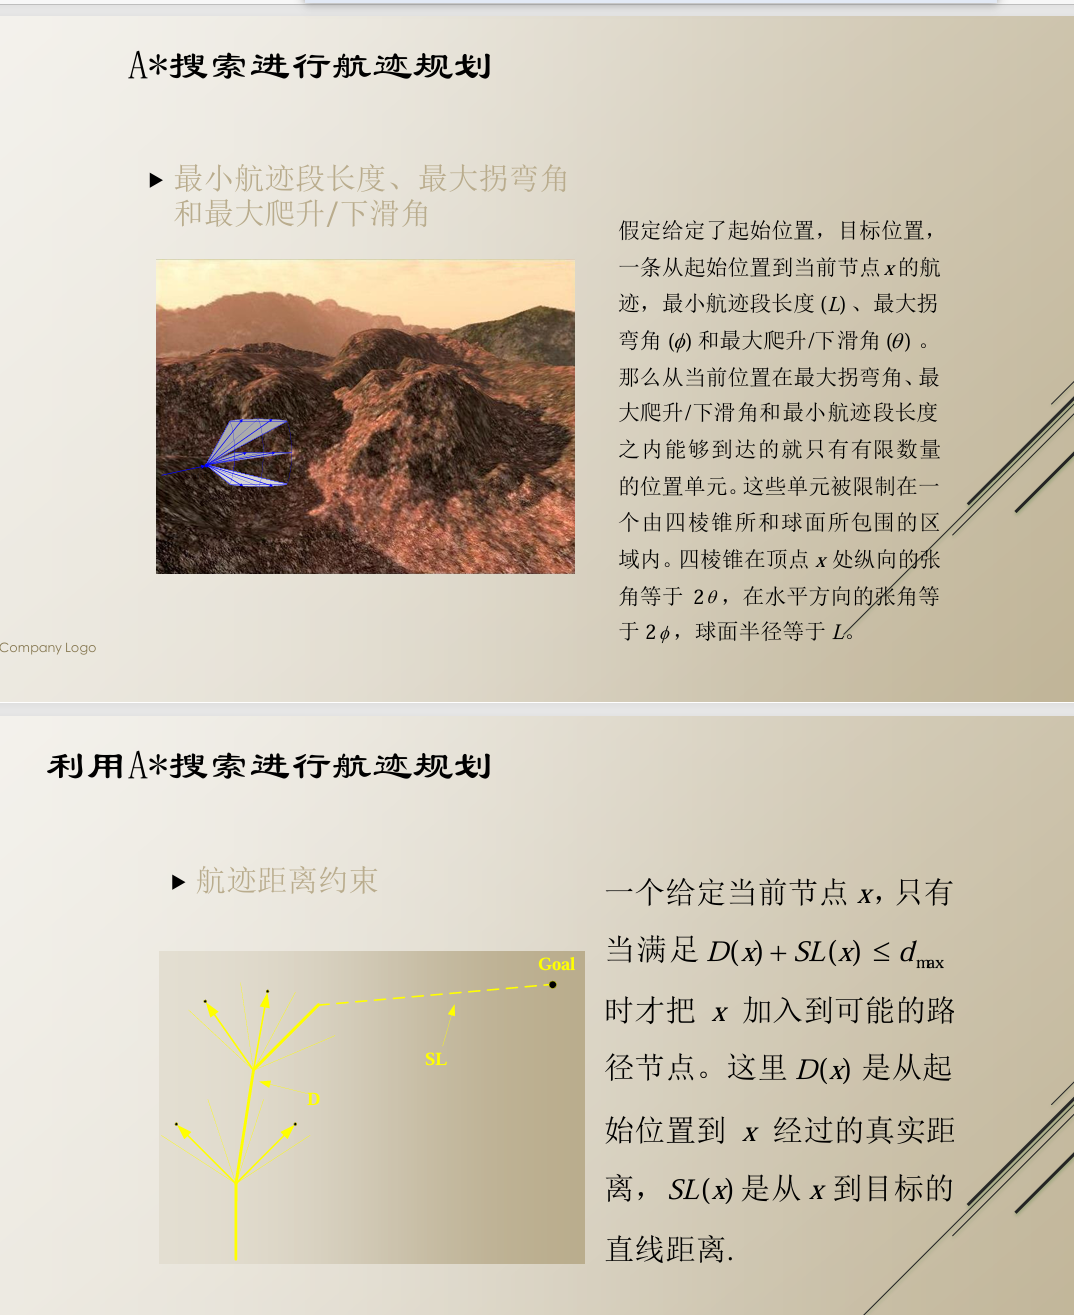 A*搜索进行航迹规划
最小航迹段长度、最大拐弯角
和最大爬升/下滑角
假定给定了起始位置，目标位置，
一条从起始位置到当前节点x的航
迹，最小航迹段长度 (L) 、最大拐
弯角 (ϕ) 和最大爬升/下滑角 (θ) 。
那么从当前位置在最大拐弯角、最
大爬升/下滑角和最小航迹段长度
之内能够到达的就只有有限数量
的位置单元。这些单元被限制在一
个由四棱锥所和球面所包围的区
域内。四棱锥在顶点 x 处纵向的张
角等于 2θ，在水平方向的张角等
于 2ϕ，球面半径等于 L。
Company Logo
利用A*搜索进行航迹规划
航迹距离约束
Goal
SL
D
一个给定当前节点 x，只有
当满足 D(x) + SL(x) ≤ dmax
时才把 x 加入到可能的路
径节点。这里 D(x) 是从起
始位置到 x 经过的真实距
离，SL(x) 是从 x 到目标的
直线距离.